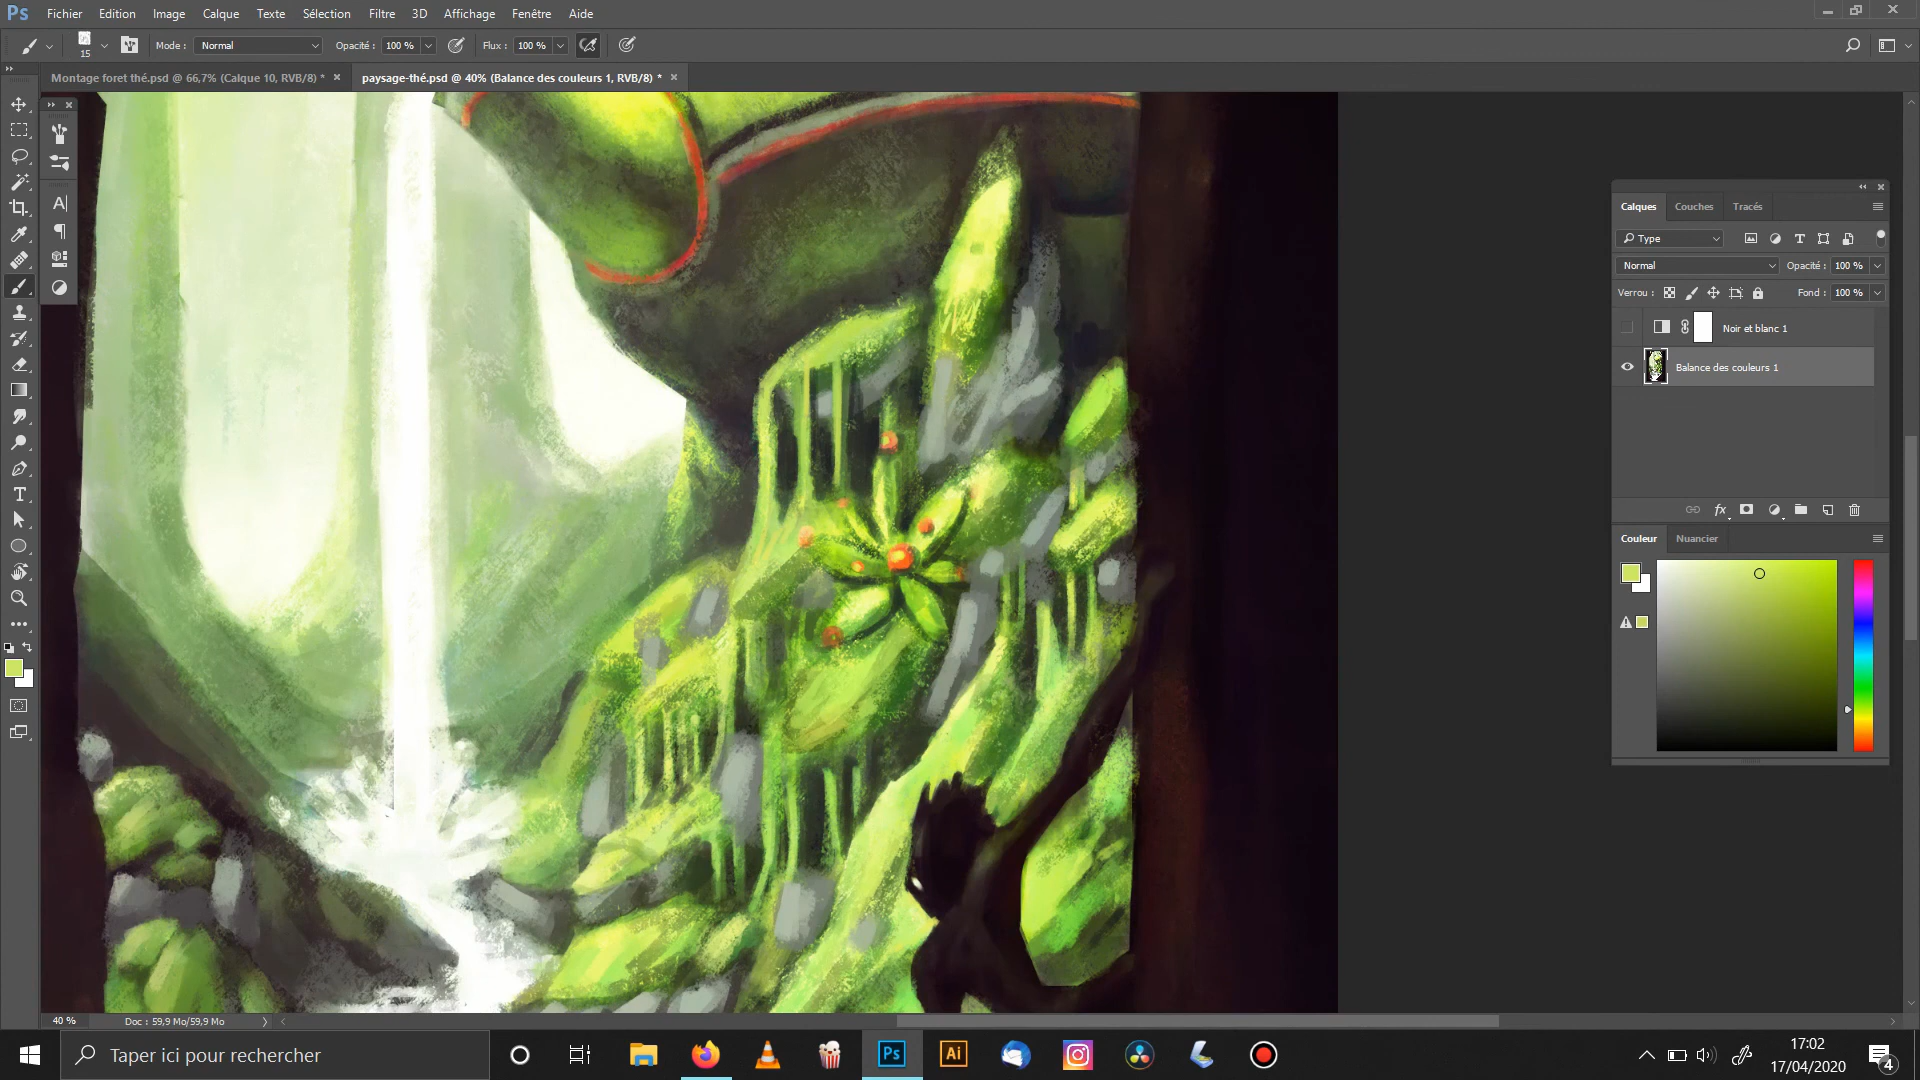 Ps Fichier Edition Image Calque Texte Sélection Filtre 3D Affichage Fenêtre Aide
15 Mode : Normal Opacité : 100 % Flux : 100 %
Montage foret thé.psd @ 66,7% (Calque 10, RVB/8) * paysage-thé.psd @ 40% (Balance des couleurs 1, RVB/8) *
Calques Couches Tracés
Type
Normal Opacité : 100 %
Verrou : Fond : 100 %
Noir et blanc 1
Balance des couleurs 1
fx
Couleur Nuancier
40 % Doc : 59,9 Mo/59,9 Mo
Taper ici pour rechercher
Ps Ai
17:02
17/04/2020
4